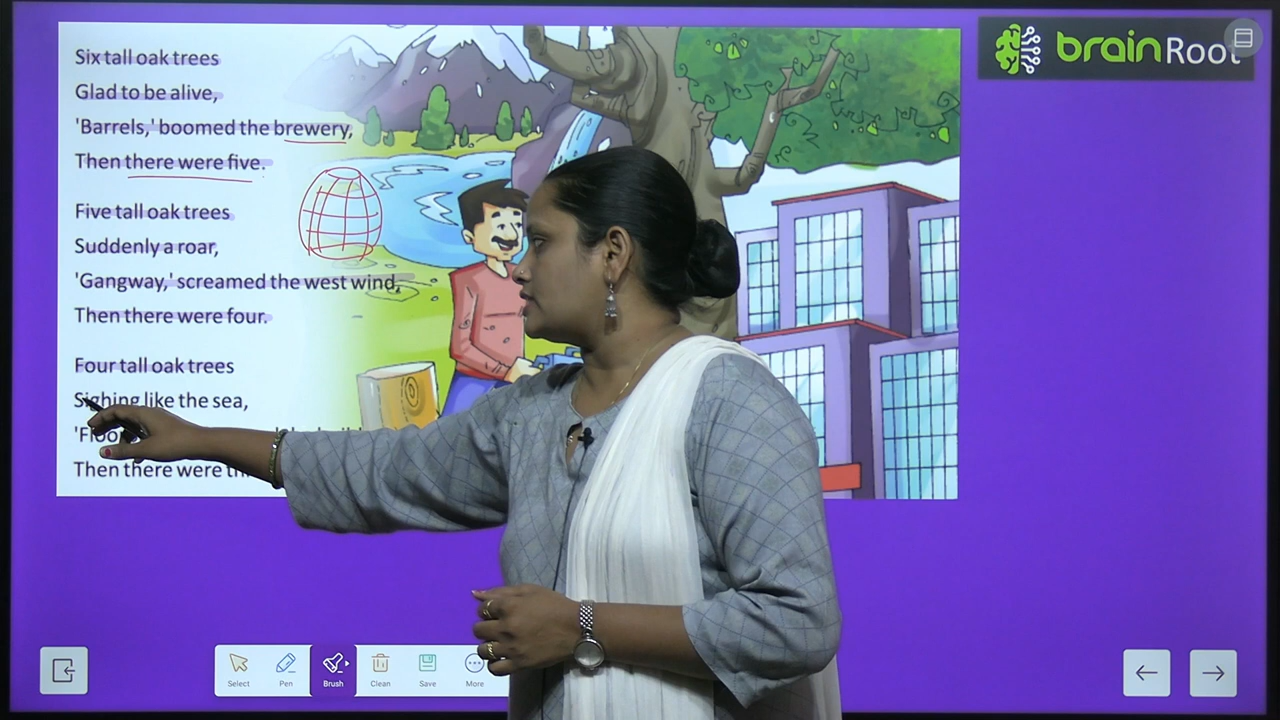 Six tall oak trees
Glad to be alive,
'Barrels,' boomed the brewery,
Then there were five.
Five tall oak trees
Suddenly a roar,
'Gangway,' screamed the west wind,
Then there were four.
Four tall oak trees
Sighing like the sea,
Then there were
brainRoot
Select
Pen
Brush
Clean
Save
More